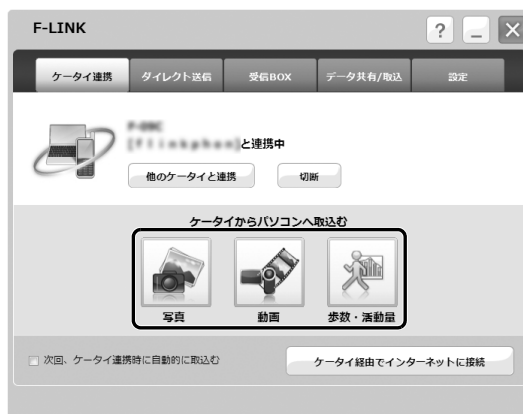 F-LINK
ケータイ連携 ダイレクト送信 受信BOX データ共有/取込 設定
と連携中
他のケータイと連携 切断
ケータイからパソコンへ取込む
写真 動画 歩数・活動量
次回、ケータイ連携時に自動的に取込む
ケータイ経由でインターネットに接続